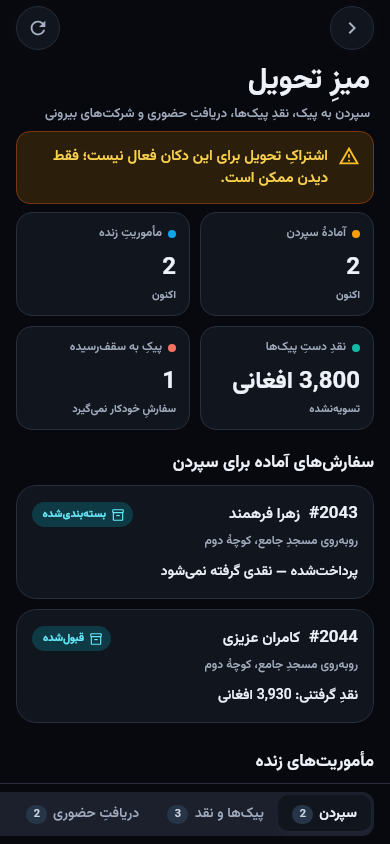 میزِ تحویل
سپردن به پیک، نقدِ پیک‌ها، دریافتِ حضوری و شرکت‌های بیرونی
اشتراکِ تحویل برای این دکان فعال نیست؛ فقط
دیدن ممکن است.
آمادهٔ سپردن
2
اکنون
مأموریتِ زنده
2
اکنون
نقدِ دستِ پیک‌ها
3,800 افغانی
تسویه‌نشده
پیکِ به سقف‌رسیده
1
سفارشِ خودکار نمی‌گیرد
سفارش‌های آماده برای سپردن
#2043 زهرا فرهمند
بسته‌بندی‌شده
روبه‌روی مسجدِ جامع، کوچهٔ دوم
پرداخت‌شده — نقدی گرفته نمی‌شود
#2044 کامران عزیزی
قبول‌شده
روبه‌روی مسجدِ جامع، کوچهٔ دوم
نقدِ گرفتنی: 3,930 افغانی
مأموریت‌های زنده
سپردن 2
پیک‌ها و نقد 3
دریافتِ حضوری 2